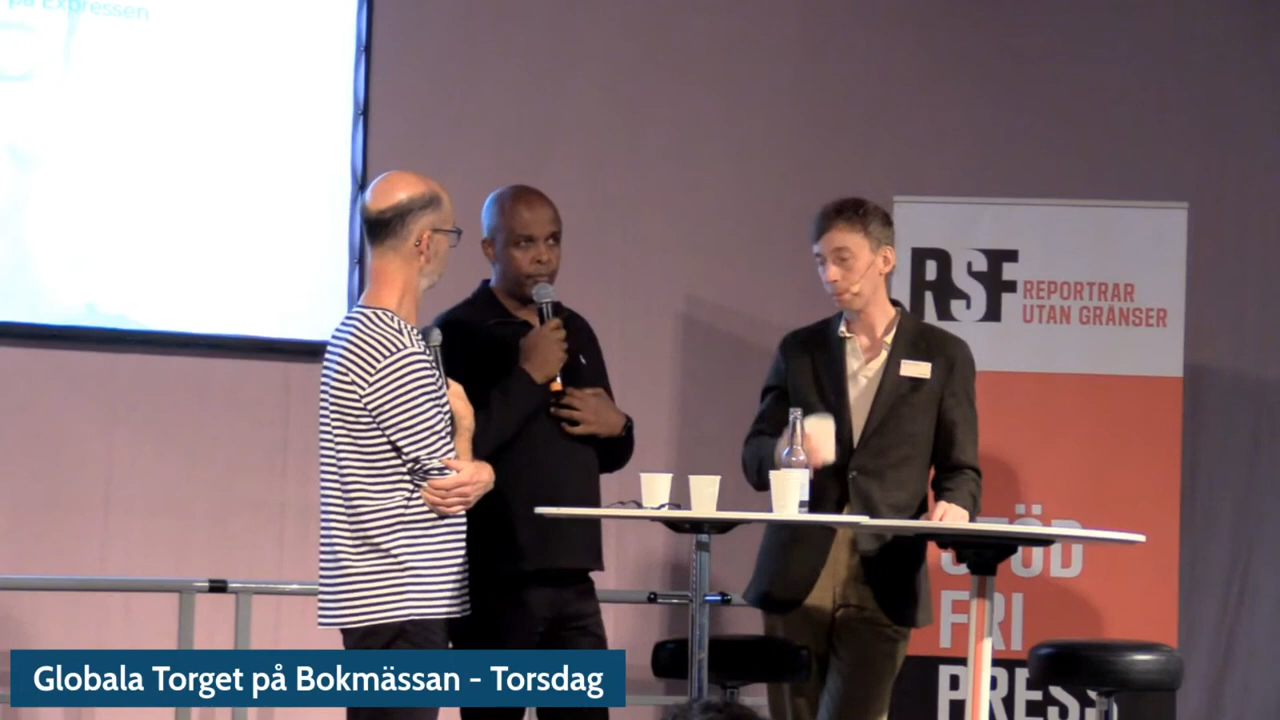 på Expressen
RSF
REPORTRAR
UTAN GRÄNSER
STÖD
FRI
PRESS
Globala Torget på Bokmässan - Torsdag